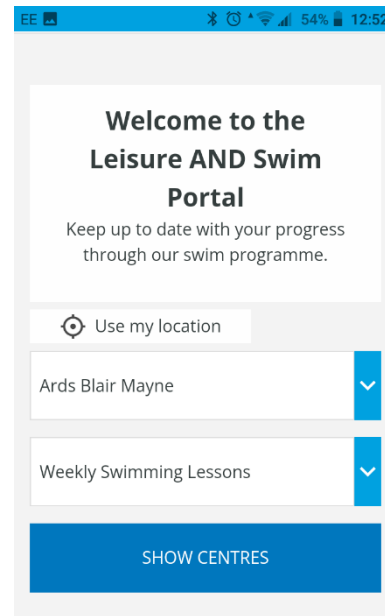 EE 54% 12:52
Welcome to the
Leisure AND Swim
Portal
Keep up to date with your progress
through our swim programme.
Use my location
Ards Blair Mayne
Weekly Swimming Lessons
SHOW CENTRES